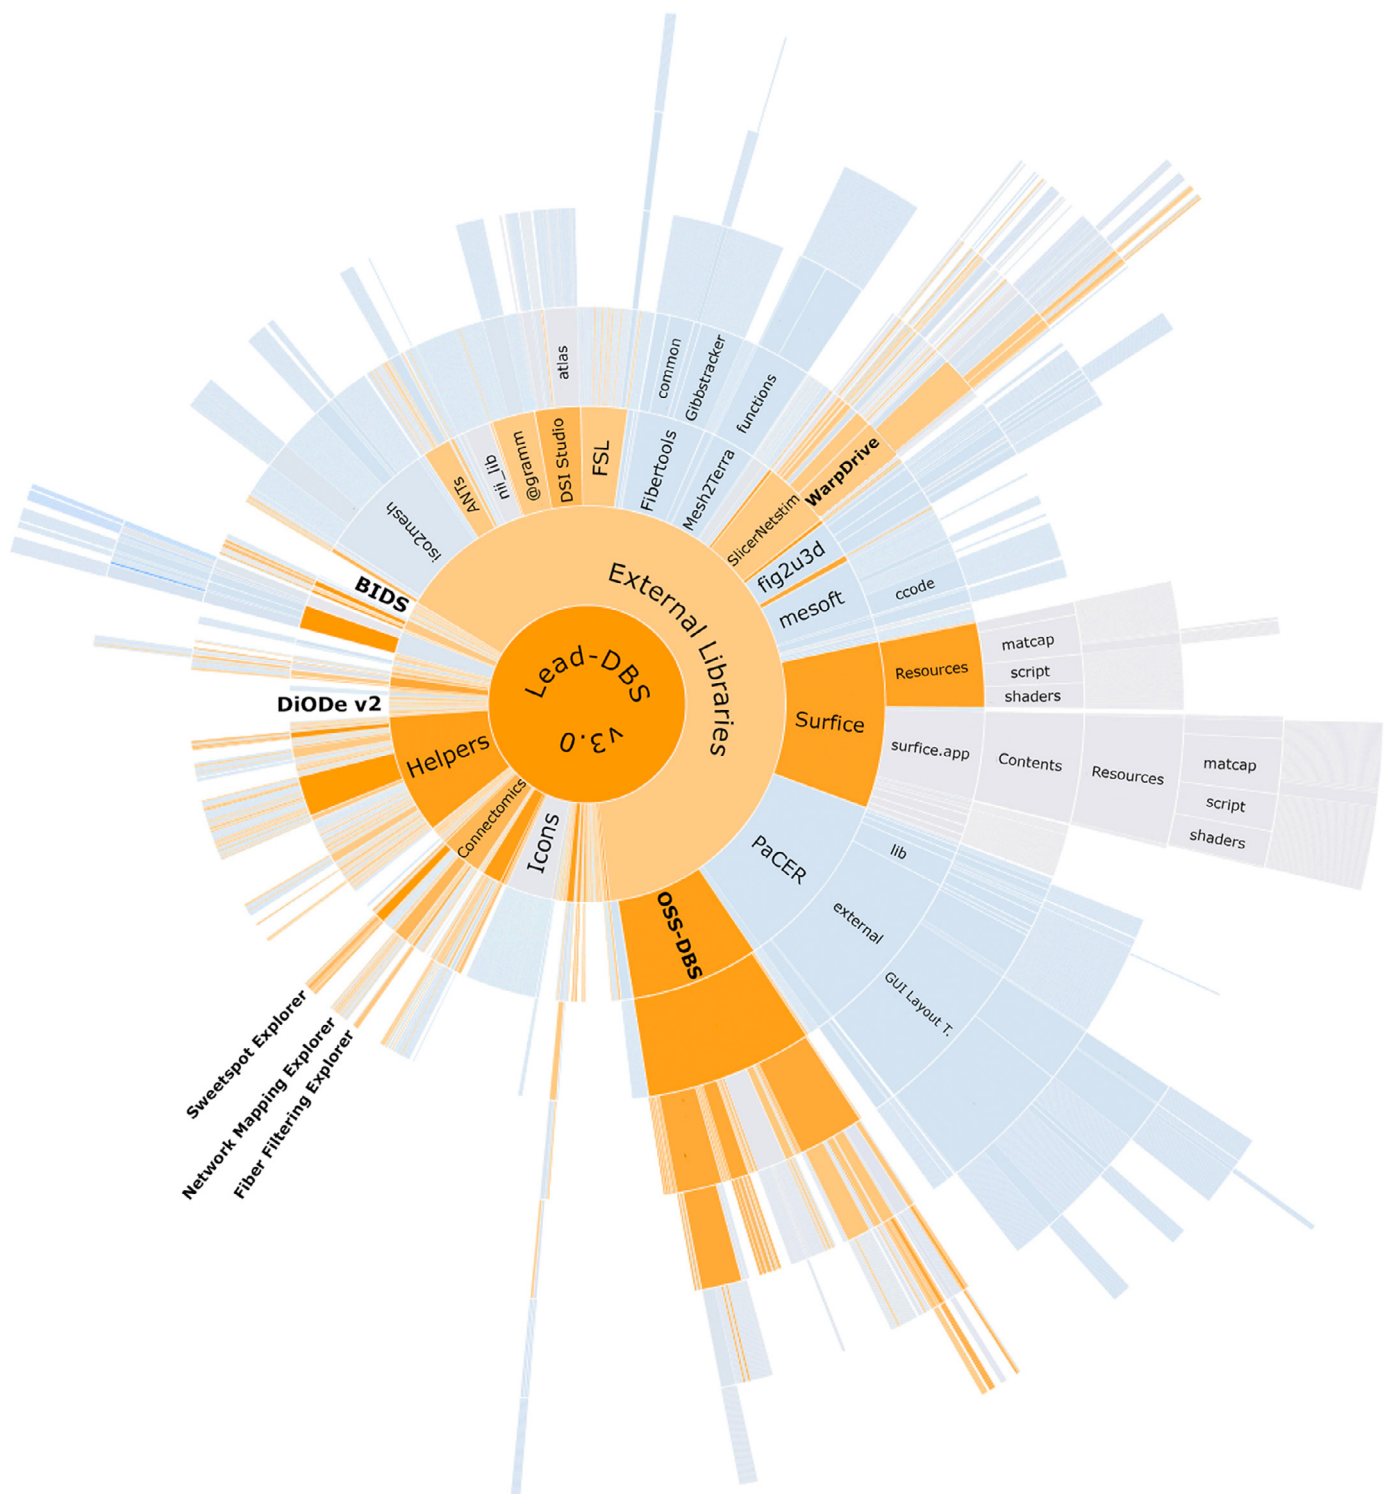 Lead-DBS
v3.0
External Libraries
iso2mesh
ANTs
nii_lib
@gramm
DSI Studio
atlas
FSL
Fibertools
common
Gibbstracker
Mesh2Terra
functions
SlicerNetstim
WarpDrive
fig2u3d
mesoft
ccode
Surfice
Resources
matcap
script
shaders
surfice.app
Contents
Resources
matcap
script
shaders
PaCER
lib
external
GUI Layout T.
OSS-DBS
Icons
Connectomics
Helpers
BIDS
DiODe v2
Sweetspot Explorer
Network Mapping Explorer
Fiber Filtering Explorer